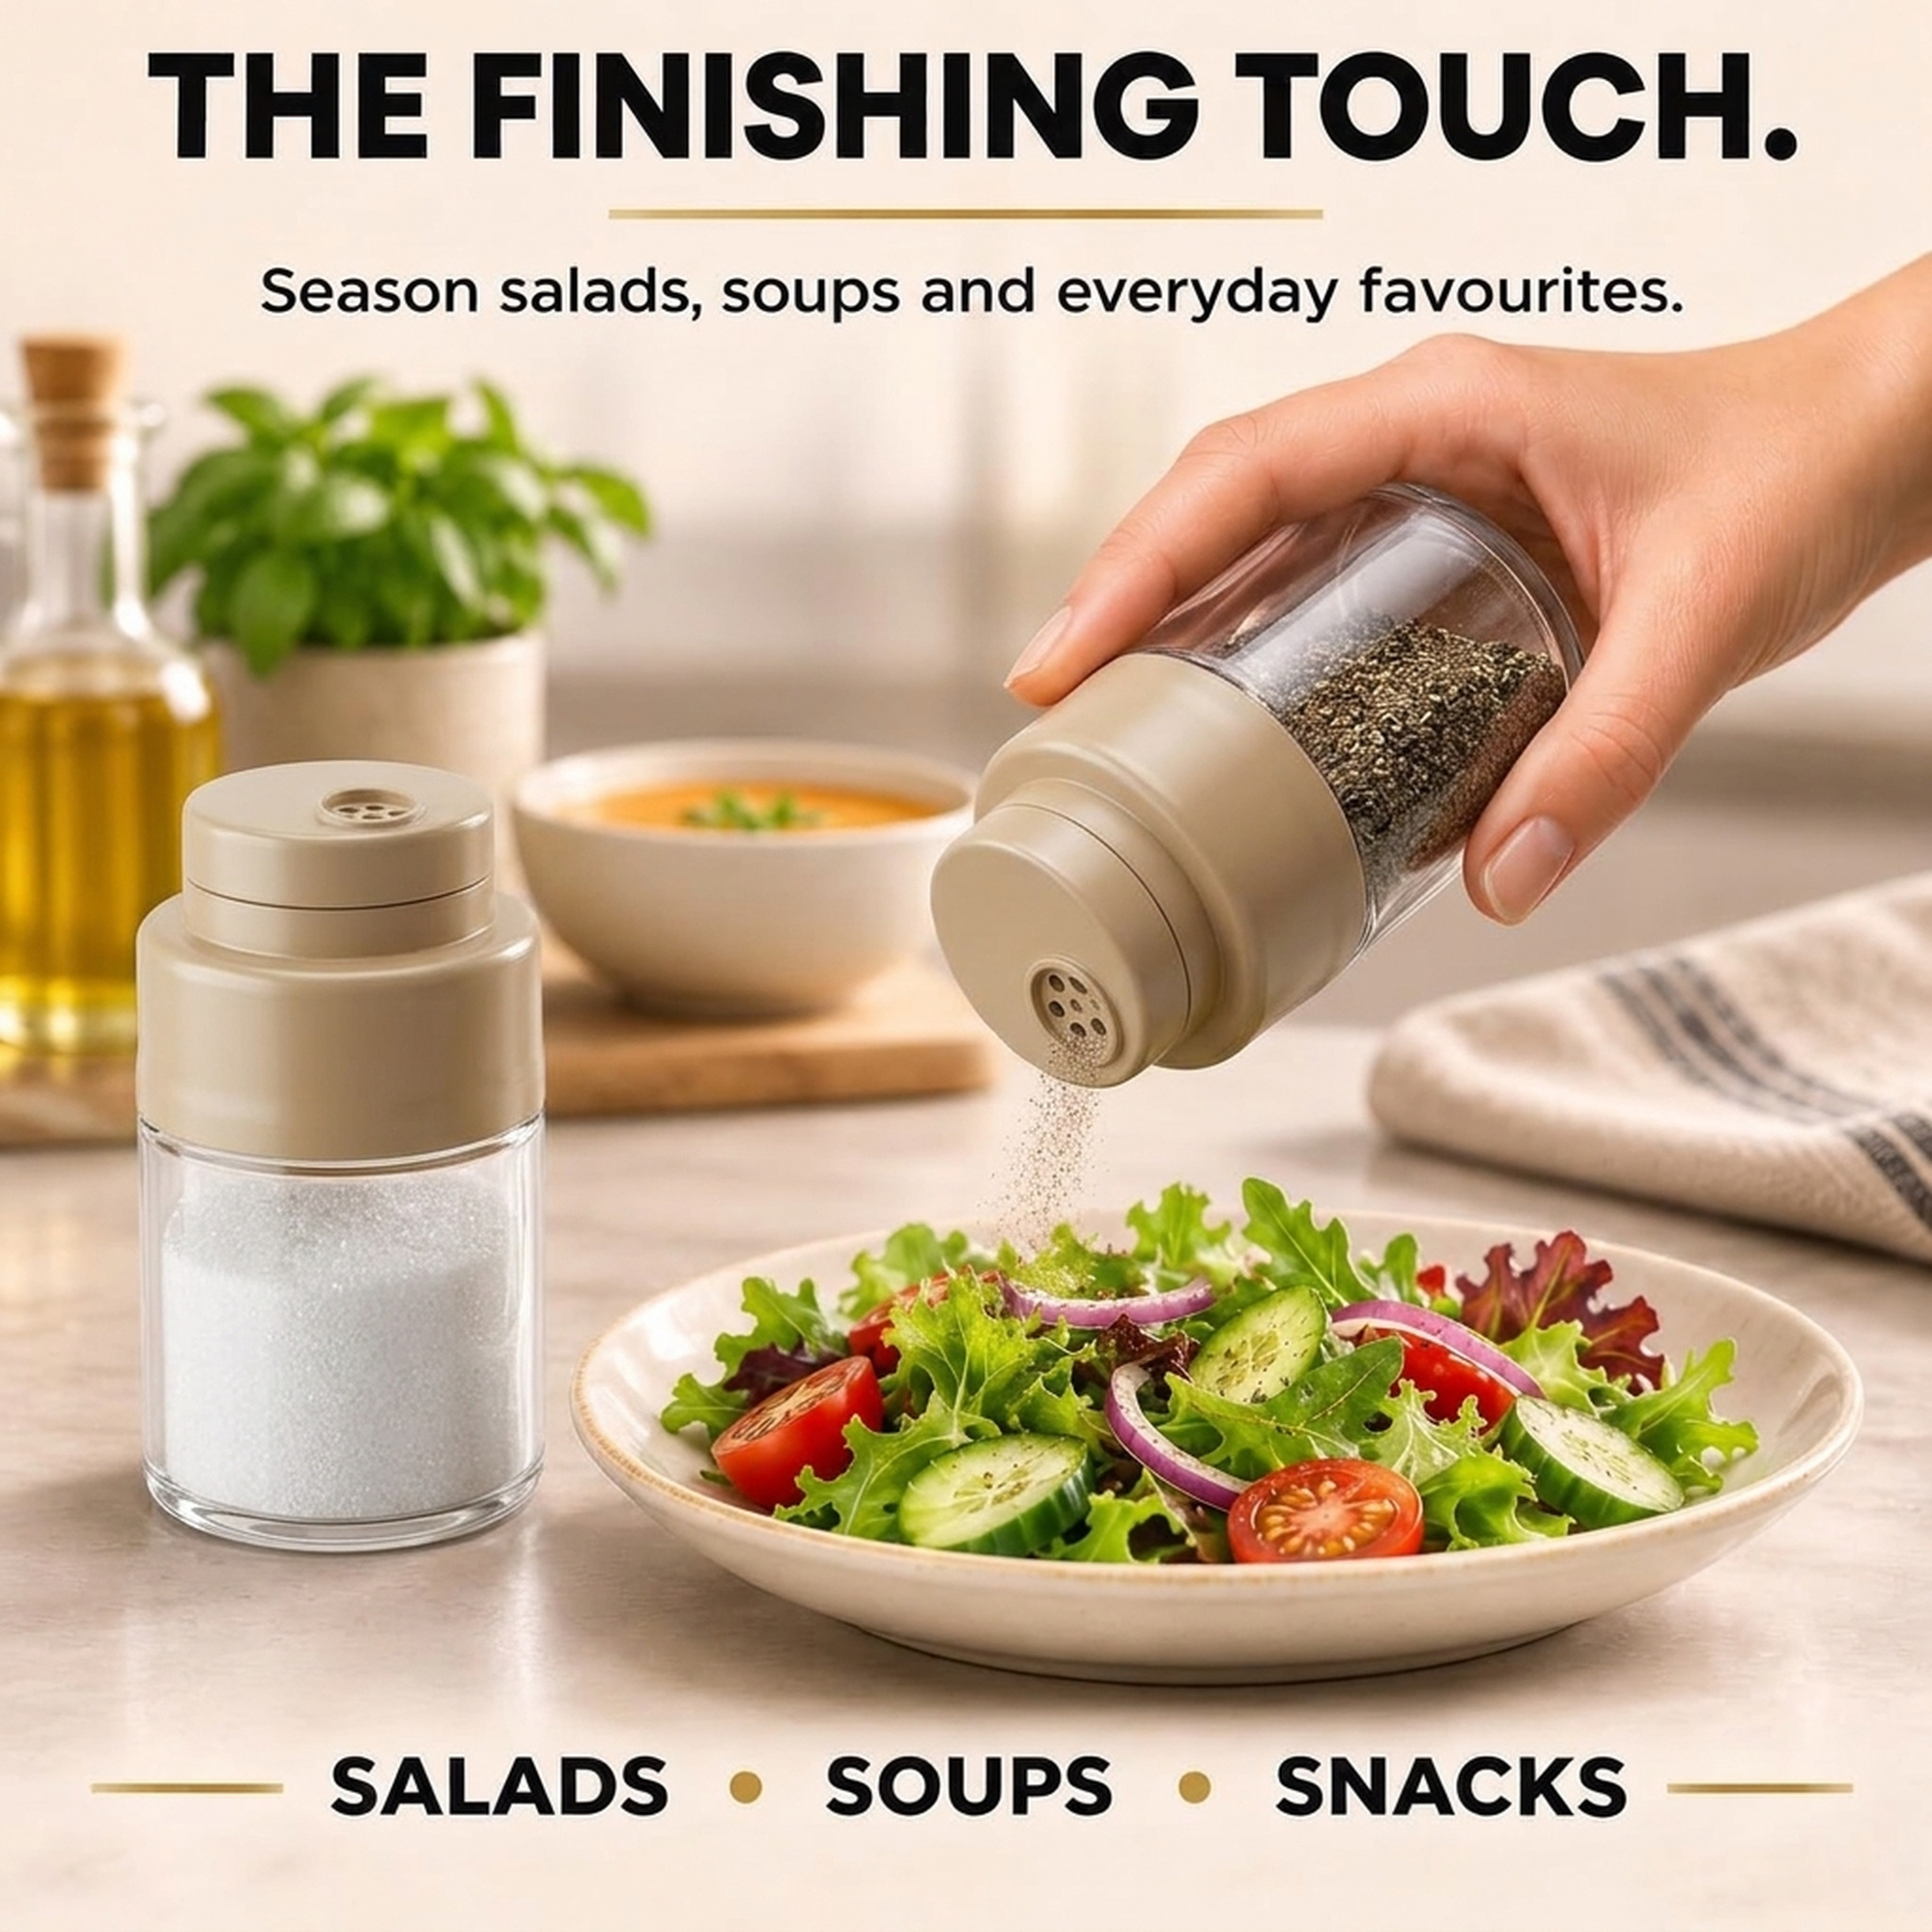 THE FINISHING TOUCH.
Season salads, soups and everyday favourites.
SALADS • SOUPS • SNACKS